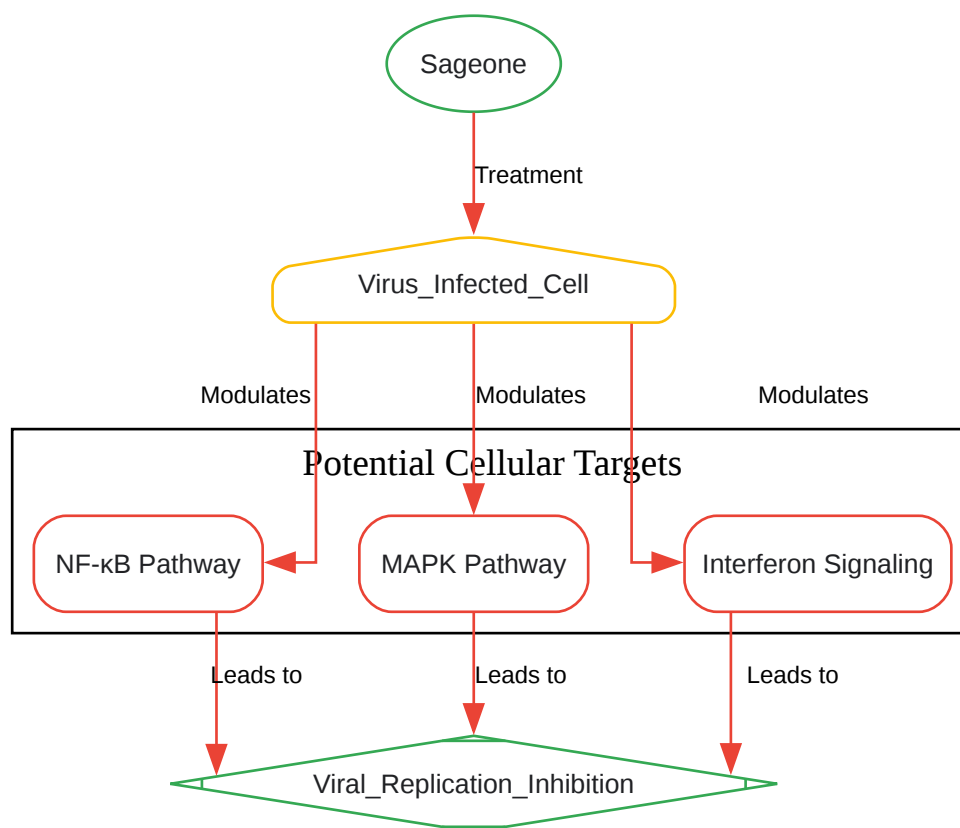 Sageone
Treatment
Virus_Infected_Cell
Modulates Modulates Modulates
Potential Cellular Targets
NF-κB Pathway MAPK Pathway Interferon Signaling
Leads to Leads to Leads to
Viral_Replication_Inhibition